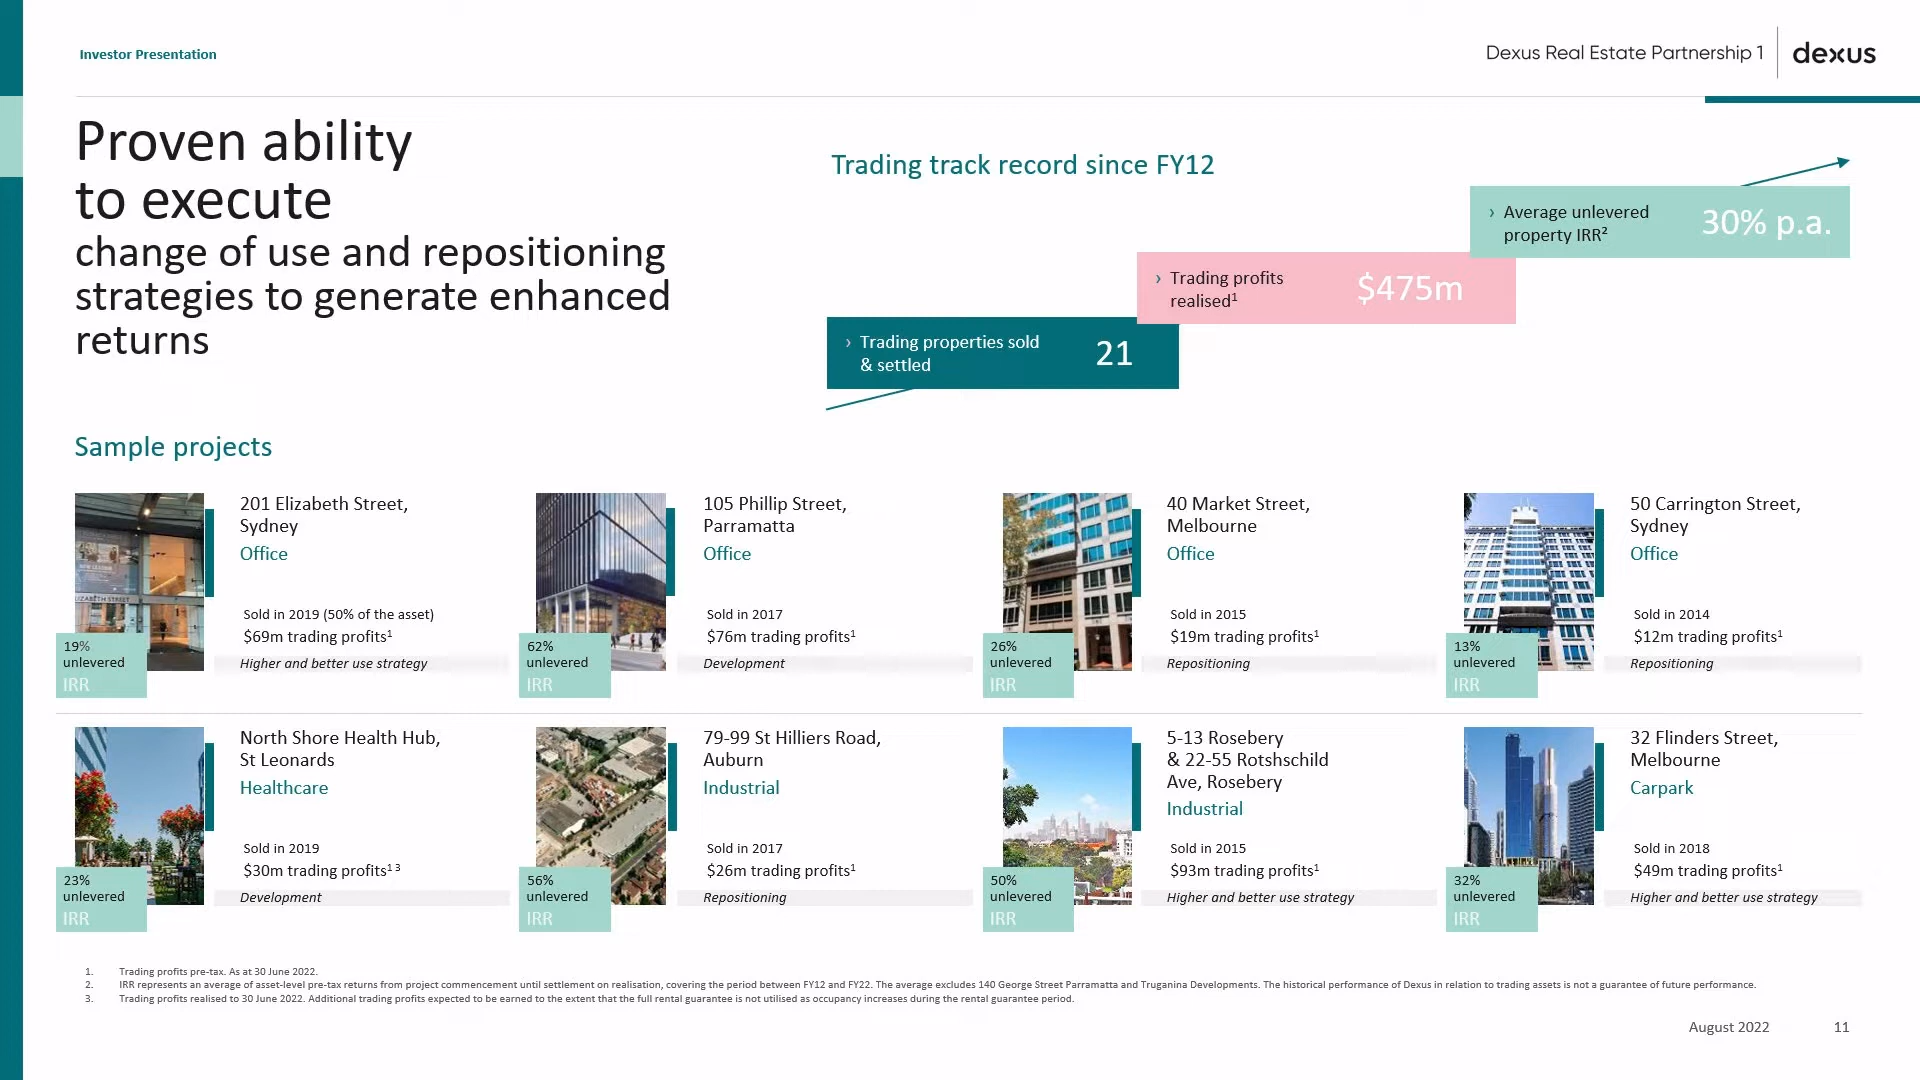 Investor Presentation
Dexus Real Estate Partnership 1
dexus
Proven ability
to execute
change of use and repositioning
strategies to generate enhanced
returns
Trading track record since FY12
› Trading properties sold
& settled
21
› Trading profits
realised¹
$475m
› Average unlevered
property IRR²
30% p.a.
Sample projects
201 Elizabeth Street,
Sydney
Office
Sold in 2019 (50% of the asset)
$69m trading profits¹
Higher and better use strategy
19%
unlevered
IRR
ELIZABETH STREET
105 Phillip Street,
Parramatta
Office
Sold in 2017
$76m trading profits¹
Development
62%
unlevered
IRR
40 Market Street,
Melbourne
Office
Sold in 2015
$19m trading profits¹
Repositioning
26%
unlevered
IRR
50 Carrington Street,
Sydney
Office
Sold in 2014
$12m trading profits¹
Repositioning
13%
unlevered
IRR
North Shore Health Hub,
St Leonards
Healthcare
Sold in 2019
$30m trading profits¹ ³
Development
23%
unlevered
IRR
79-99 St Hilliers Road,
Auburn
Industrial
Sold in 2017
$26m trading profits¹
Repositioning
56%
unlevered
IRR
5-13 Rosebery
& 22-55 Rotshschild
Ave, Rosebery
Industrial
Sold in 2015
$93m trading profits¹
Higher and better use strategy
50%
unlevered
IRR
32 Flinders Street,
Melbourne
Carpark
Sold in 2018
$49m trading profits¹
Higher and better use strategy
32%
unlevered
IRR
1. Trading profits pre-tax. As at 30 June 2022.
2. IRR represents an average of asset-level pre-tax returns from project commencement until settlement on realisation, covering the period between FY12 and FY22. The average excludes 140 George Street Parramatta and Truganina Developments. The historical performance of Dexus in relation to trading assets is not a guarantee of future performance.
3. Trading profits realised to 30 June 2022. Additional trading profits expected to be earned to the extent that the full rental guarantee is not utilised as occupancy increases during the rental guarantee period.
August 2022
11